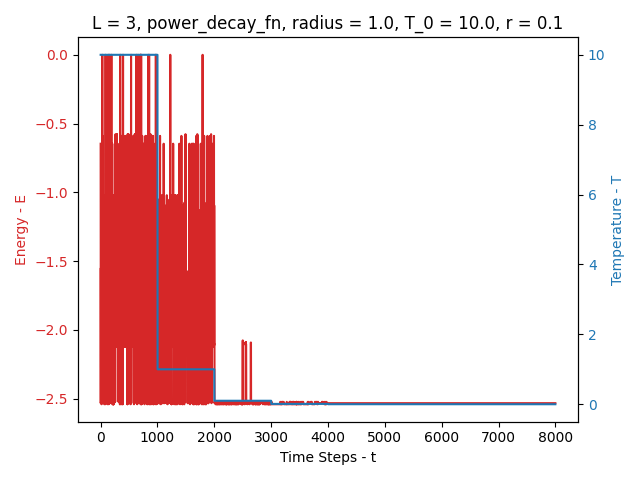 L = 3, power_decay_fn, radius = 1.0, T_0 = 10.0, r = 0.1
0.0
−0.5
−1.0
−1.5
−2.0
−2.5
Energy - E
10
8
6
4
2
0
Temperature - T
0 1000 2000 3000 4000 5000 6000 7000 8000
Time Steps - t